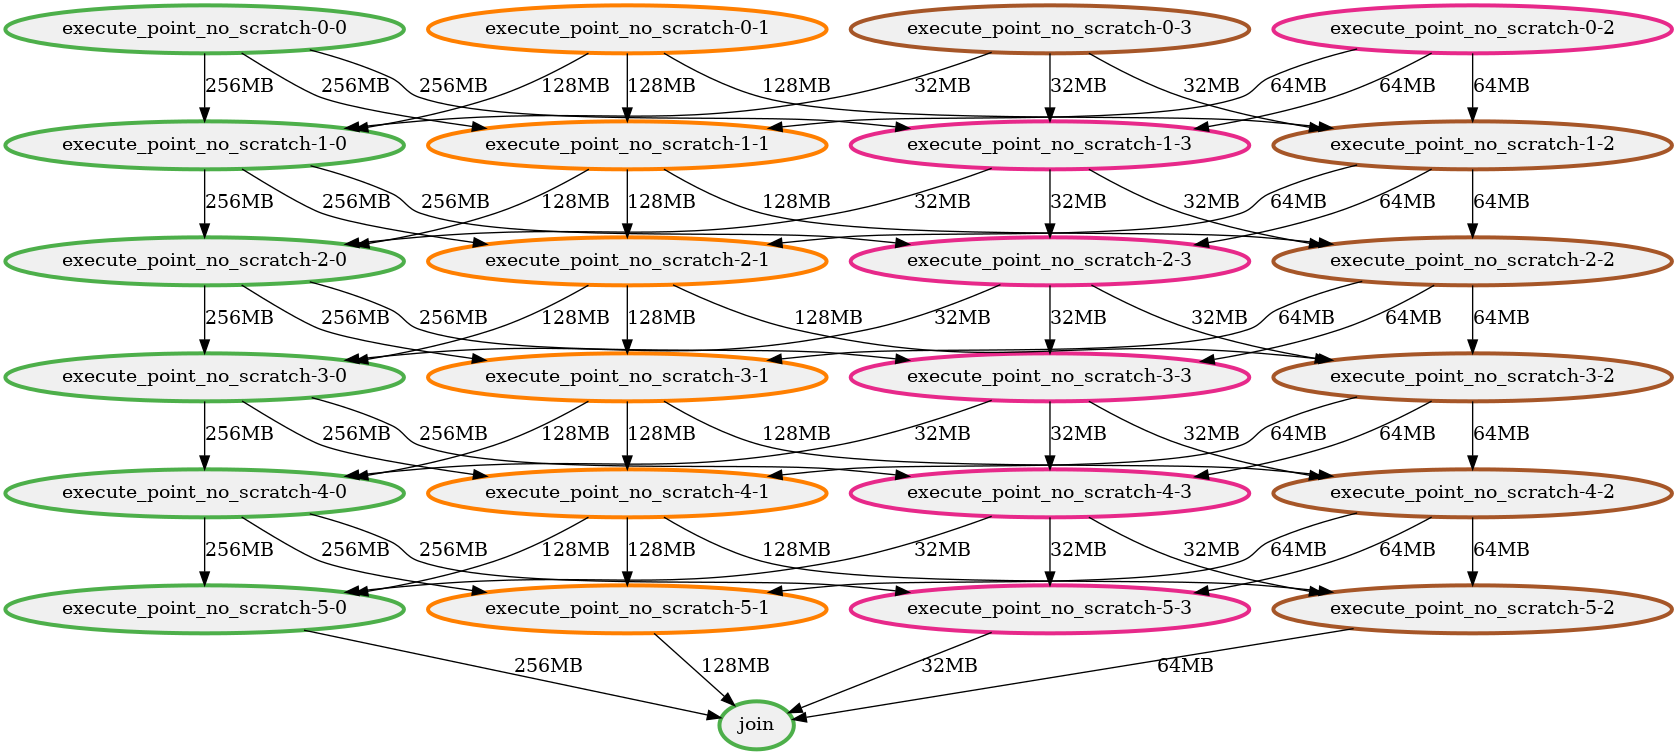 execute_point_no_scratch-0-0 execute_point_no_scratch-0-1 execute_point_no_scratch-0-3 execute_point_no_scratch-0-2
256MB 256MB 256MB 128MB 128MB 128MB 32MB 32MB 32MB 64MB 64MB 64MB
execute_point_no_scratch-1-0 execute_point_no_scratch-1-1 execute_point_no_scratch-1-3 execute_point_no_scratch-1-2
256MB 256MB 256MB 128MB 128MB 128MB 32MB 32MB 32MB 64MB 64MB 64MB
execute_point_no_scratch-2-0 execute_point_no_scratch-2-1 execute_point_no_scratch-2-3 execute_point_no_scratch-2-2
256MB 256MB 256MB 128MB 128MB 128MB 32MB 32MB 32MB 64MB 64MB 64MB
execute_point_no_scratch-3-0 execute_point_no_scratch-3-1 execute_point_no_scratch-3-3 execute_point_no_scratch-3-2
256MB 256MB 256MB 128MB 128MB 128MB 32MB 32MB 32MB 64MB 64MB 64MB
execute_point_no_scratch-4-0 execute_point_no_scratch-4-1 execute_point_no_scratch-4-3 execute_point_no_scratch-4-2
256MB 256MB 256MB 128MB 128MB 128MB 32MB 32MB 32MB 64MB 64MB 64MB
execute_point_no_scratch-5-0 execute_point_no_scratch-5-1 execute_point_no_scratch-5-3 execute_point_no_scratch-5-2
256MB 128MB 32MB 64MB
join